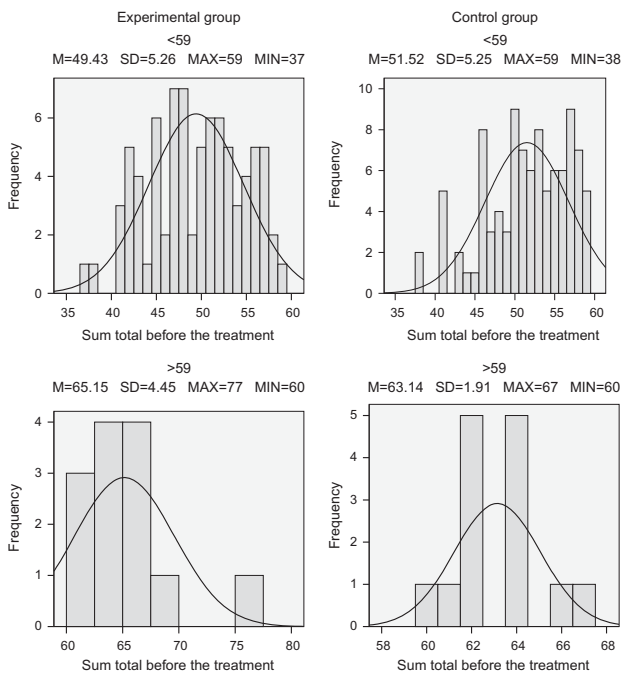 Experimental group
<59
M=49.43 SD=5.26 MAX=59 MIN=37
Frequency
6
4
2
0
35 40 45 50 55 60
Sum total before the treatment
Control group
<59
M=51.52 SD=5.25 MAX=59 MIN=38
Frequency
10
8
6
4
2
0
35 40 45 50 55 60
Sum total before the treatment
>59
M=65.15 SD=4.45 MAX=77 MIN=60
Frequency
4
3
2
1
0
60 65 70 75 80
Sum total before the treatment
>59
M=63.14 SD=1.91 MAX=67 MIN=60
Frequency
5
4
3
2
1
0
58 60 62 64 66 68
Sum total before the treatment